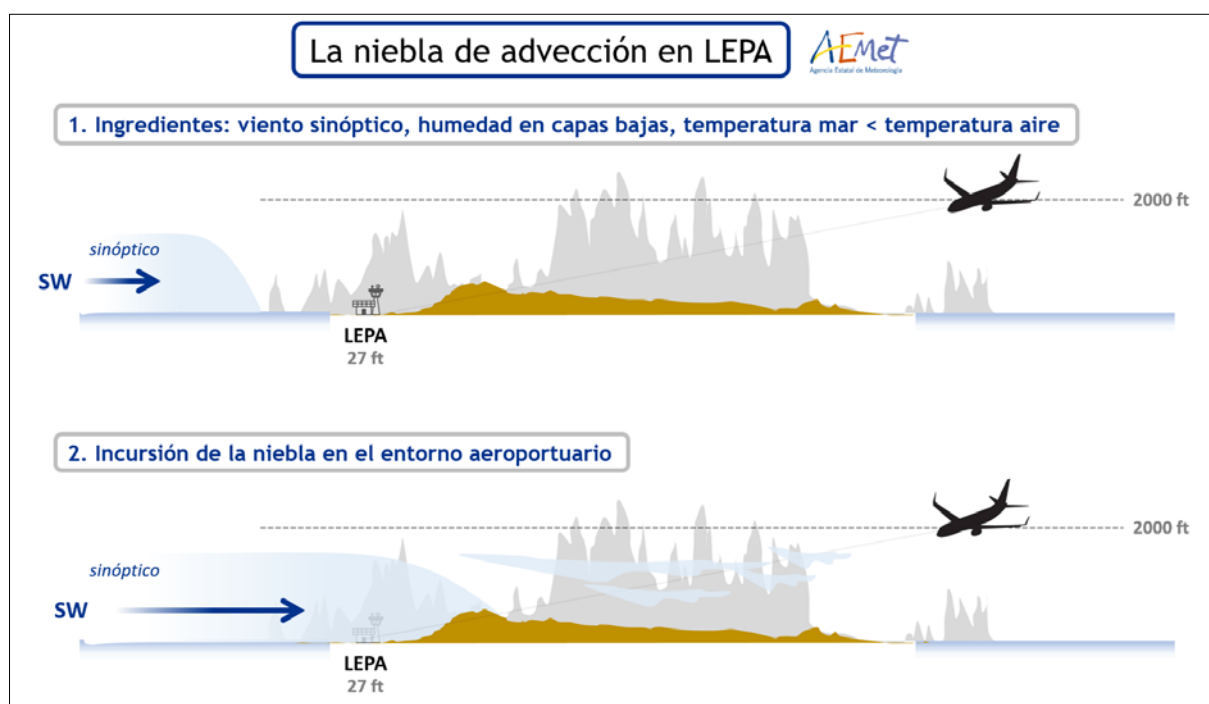 La niebla de advección en LEPA
AEMet
Agencia Estatal de Meteorología
1. Ingredientes: viento sinóptico, humedad en capas bajas, temperatura mar < temperatura aire
2000 ft
sinóptico
SW
LEPA
27 ft
2. Incursión de la niebla en el entorno aeroportuario
2000 ft
sinóptico
SW
LEPA
27 ft